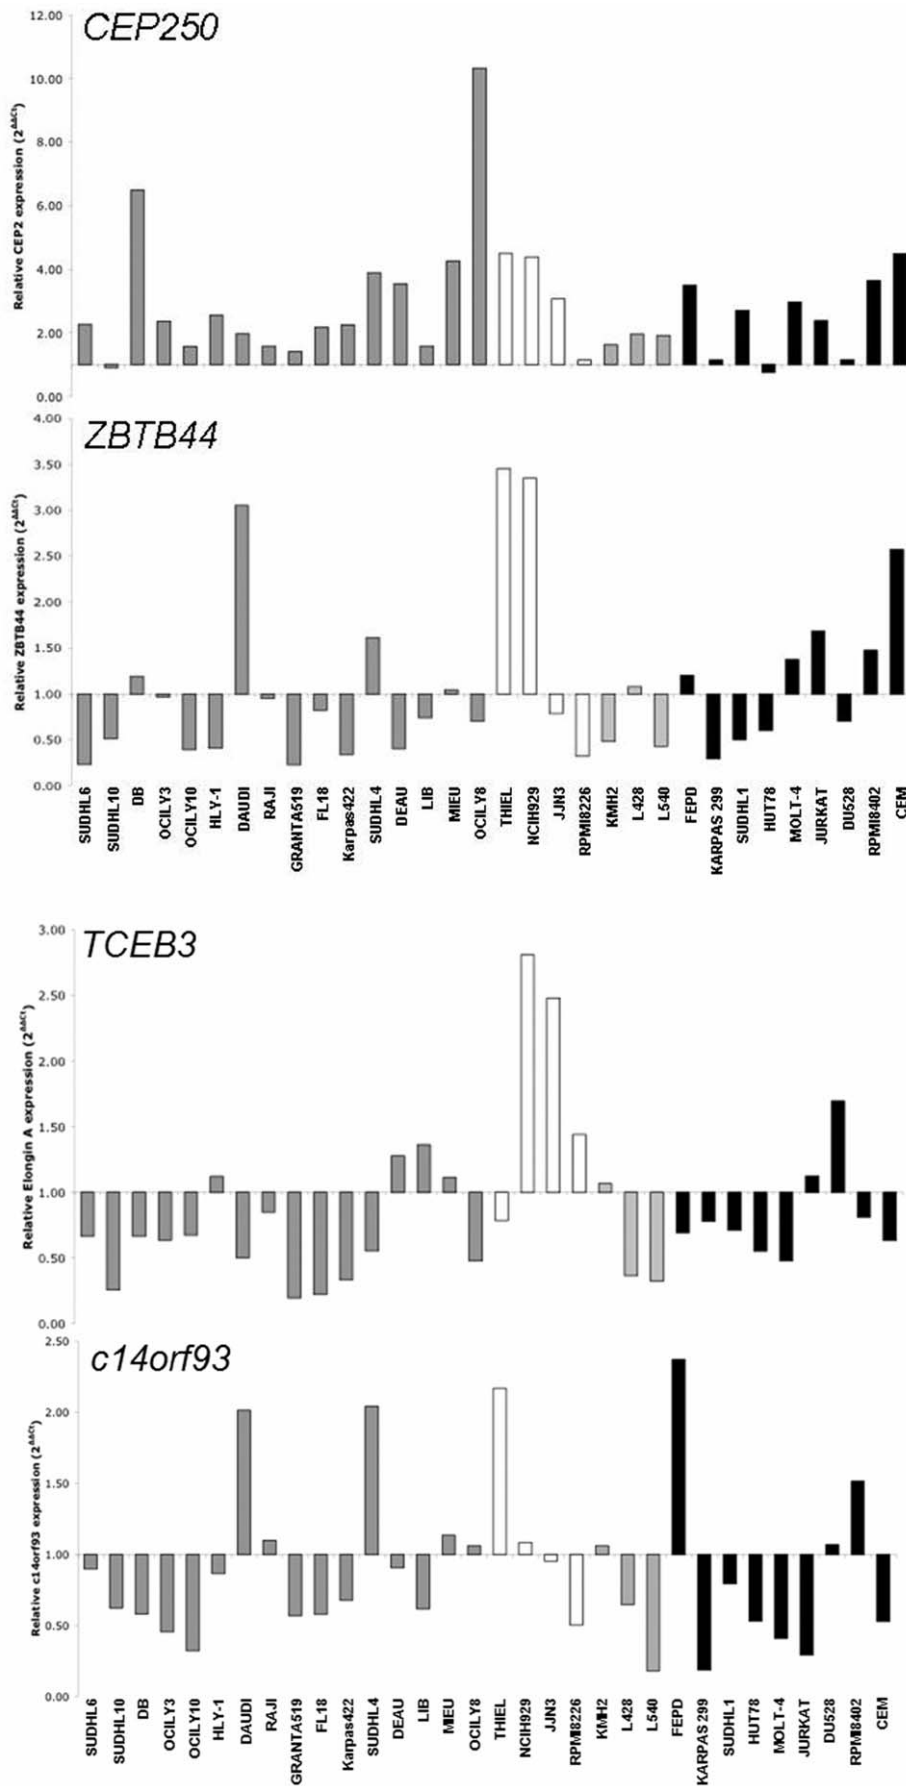 CEP250
Relative CEP2 expression (2^ΔΔCt)
12.00
10.00
8.00
6.00
4.00
2.00
0.00
ZBTB44
Relative ZBTB44 expression (2^ΔΔCt)
4.00
3.50
3.00
2.50
2.00
1.50
1.00
0.50
0.00
SUDHL6
SUDHL10
DB
OCILY3
OCILY10
HLY-1
DAUDI
RAJI
GRANTA519
FL18
Karpas422
SUDHL4
DEAU
LIB
MIEU
OCILY8
THIEL
NCIH929
JJN3
RPMI8226
KMH2
L428
L540
FEPD
KARPAS 299
SUDHL1
HUT78
MOLT-4
JURKAT
DU528
RPMI8402
CEM
TCEB3
Relative Elongin A expression (2^ΔΔCt)
3.00
2.50
2.00
1.50
1.00
0.50
0.00
c14orf93
Relative c14orf93 expression (2^ΔΔCt)
2.50
2.00
1.50
1.00
0.50
0.00
SUDHL6
SUDHL10
DB
OCILY3
OCILY10
HLY-1
DAUDI
RAJI
GRANTA519
FL18
Karpas422
SUDHL4
DEAU
LIB
MIEU
OCILY8
THIEL
NCIH929
JJN3
RPMI8226
KMH2
L428
L540
FEPD
KARPAS 299
SUDHL1
HUT78
MOLT-4
JURKAT
DU528
RPMI8402
CEM